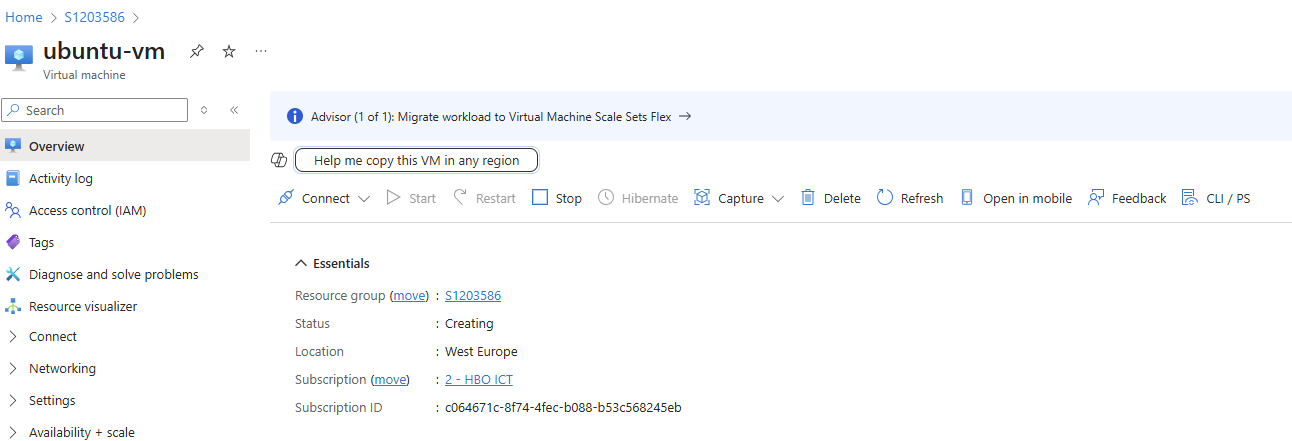 Home > S1203586 >
ubuntu-vm
Virtual machine
Search
Overview
Activity log
Access control (IAM)
Tags
Diagnose and solve problems
Resource visualizer
Connect
Networking
Settings
Availability + scale
Advisor (1 of 1): Migrate workload to Virtual Machine Scale Sets Flex →
Help me copy this VM in any region
Connect Start Restart Stop Hibernate Capture Delete Refresh Open in mobile Feedback CLI / PS
Essentials
Resource group (move) : S1203586
Status : Creating
Location : West Europe
Subscription (move) : 2 - HBO ICT
Subscription ID : c064671c-8f74-4fec-b088-b53c568245eb